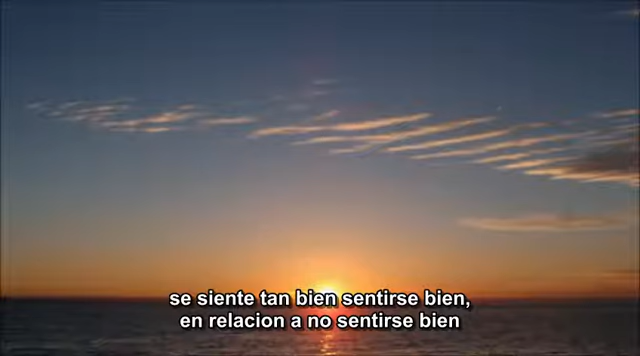 se siente tan bien sentirse bien,
en relacion a no sentirse bien